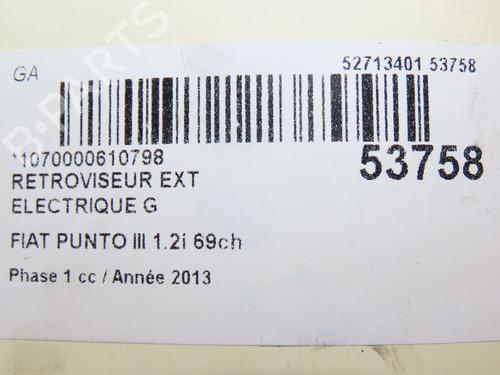 GA
52713401 53758
*1070000610798
53758
RETROVISEUR EXT
ELECTRIQUE G
FIAT PUNTO III 1.2i 69ch
Phase 1 cc / Année 2013
B-PARTS